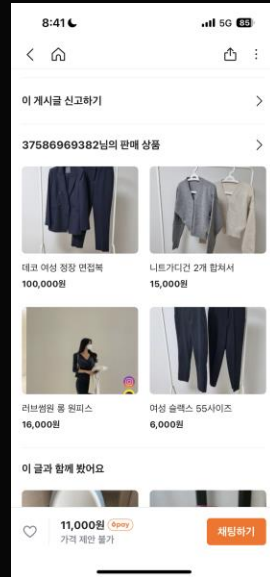 8:41
5G 85
이 게시글 신고하기
37586969382님의 판매 상품
데코 여성 정장 면접복
100,000원
니트가디건 2개 합쳐서
15,000원
러브썸원 롱 원피스
16,000원
여성 슬랙스 55사이즈
6,000원
이 글과 함께 봤어요
11,000원 pay
가격 제안 불가
채팅하기